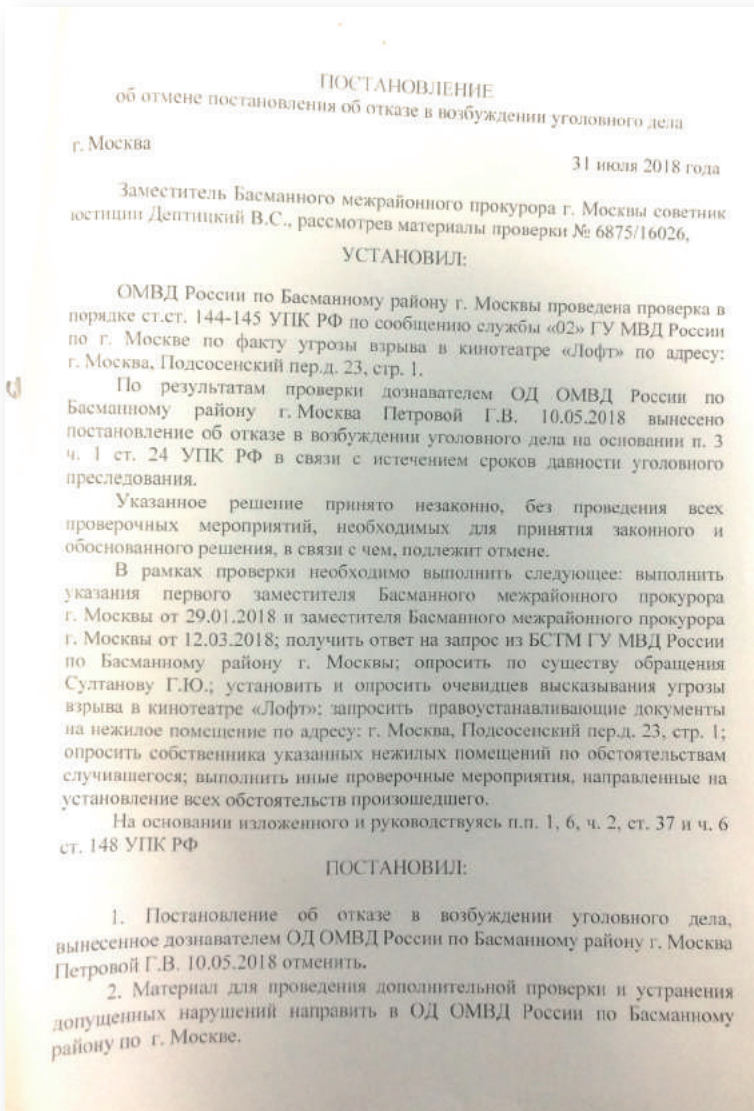 ПОСТАНОВЛЕНИЕ
об отмене постановления об отказе в возбуждении уголовного дела
г. Москва
31 июля 2018 года
Заместитель Басманного межрайонного прокурора г. Москвы советник
юстиции Дептицкий В.С., рассмотрев материалы проверки № 6875/16026,
УСТАНОВИЛ:
ОМВД России по Басманному району г. Москвы проведена проверка в
порядке ст.ст. 144-145 УПК РФ по сообщению службы «02» ГУ МВД России
по г. Москве по факту угрозы взрыва в кинотеатре «Лофт» по адресу:
г. Москва, Подсосенский пер.д. 23, стр. 1.
По результатам проверки дознавателем ОД ОМВД России по
Басманному району г. Москва Петровой Г.В. 10.05.2018 вынесено
постановление об отказе в возбуждении уголовного дела на основании п. 3
ч. 1 ст. 24 УПК РФ в связи с истечением сроков давности уголовного
преследования.
Указанное решение принято незаконно, без проведения всех
проверочных мероприятий, необходимых для принятия законного и
обоснованного решения, в связи с чем, подлежит отмене.
В рамках проверки необходимо выполнить следующее: выполнить
указания первого заместителя Басманного межрайонного прокурора
г. Москвы от 29.01.2018 и заместителя Басманного межрайонного прокурора
г. Москвы от 12.03.2018; получить ответ на запрос из БСТМ ГУ МВД России
по Басманному району г. Москвы; опросить по существу обращения
Султанову Г.Ю.; установить и опросить очевидцев высказывания угрозы
взрыва в кинотеатре «Лофт»; запросить правоустанавливающие документы
на нежилое помещение по адресу: г. Москва, Подсосенский пер.д. 23, стр. 1;
опросить собственника указанных нежилых помещений по обстоятельствам
случившегося; выполнить иные проверочные мероприятия, направленные на
установление всех обстоятельств произошедшего.
На основании изложенного и руководствуясь п.п. 1, 6, ч. 2, ст. 37 и ч. 6
ст. 148 УПК РФ
ПОСТАНОВИЛ:
1. Постановление об отказе в возбуждении уголовного дела,
вынесенное дознавателем ОД ОМВД России по Басманному району г. Москва
Петровой Г.В. 10.05.2018 отменить.
2. Материал для проведения дополнительной проверки и устранения
допущенных нарушений направить в ОД ОМВД России по Басманному
району по г. Москве.